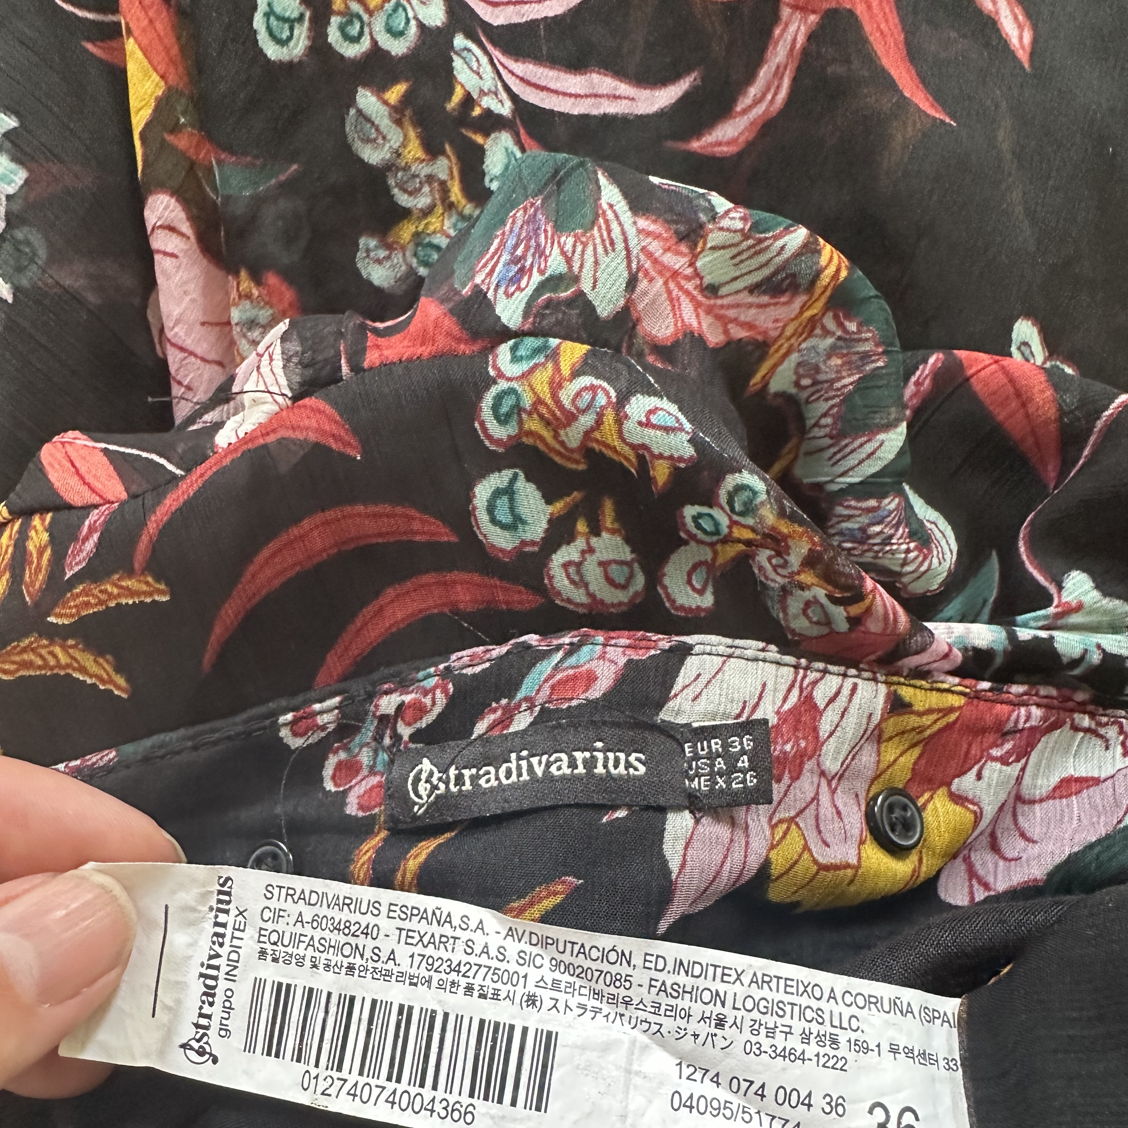 stradivarius
EUR 36
USA 4
MEX 26
stradivarius
grupo INDITEX
STRADIVARIUS ESPAÑA,S.A. - AV.DIPUTACIÓN, ED.INDITEX ARTEIXO A CORUÑA (SPAI
CIF: A-60348240 - TEXART S.A.S. SIC 900207085 - FASHION LOGISTICS LLC.
EQUIFASHION,S.A. 1792342775001 스트라디바리우스코리아 서울시 강남구 삼성동 159-1 무역센터 33
품질경영 및 공산품안전관리법에 의한 품질표시 (株) ストラディバリウス・ジャパン 03-3464-1222
01274074004366
1274 074 004 36
04095/51774
36